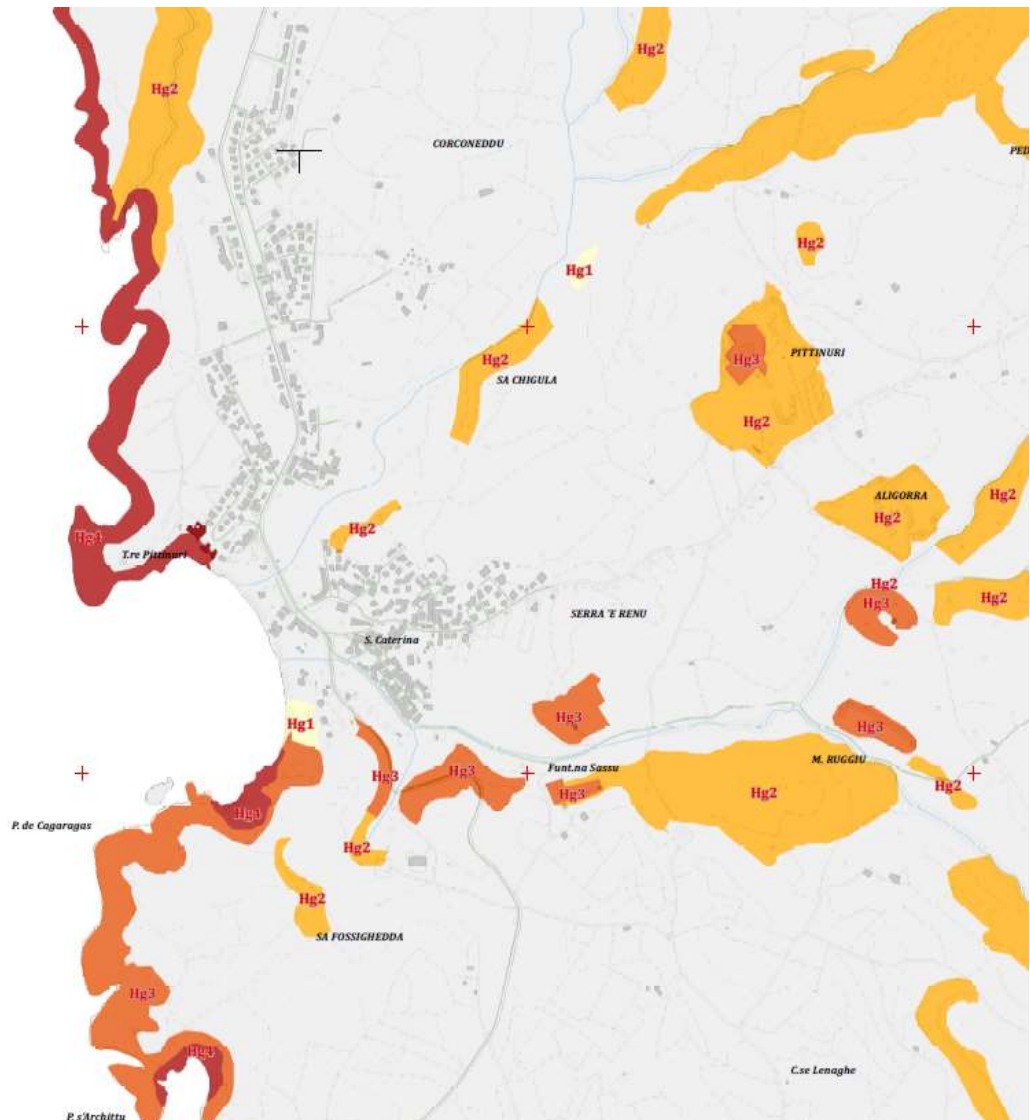 Hg2
Hg2
CORCONEDDU
PED
Hg2
Hg1
Hg2
SA CHIGULA
Hg3
PITTINURI
Hg2
ALIGORRA
Hg2
Hg2
Hg2
Hg4
T.re Pittinuri
Hg2
Hg3
Hg2
SERRA 'E RENU
S. Caterina
Hg1
Hg3
Hg3
Hg3
Hg3
Funt.na Sassu
M. RUGGIU
Hg3
Hg2
Hg2
Hg4
P. de Cagaragas
Hg2
Hg2
SA FOSSIGHEDDA
Hg3
Hg4
C.se Lenaghe
P. s'Archittu